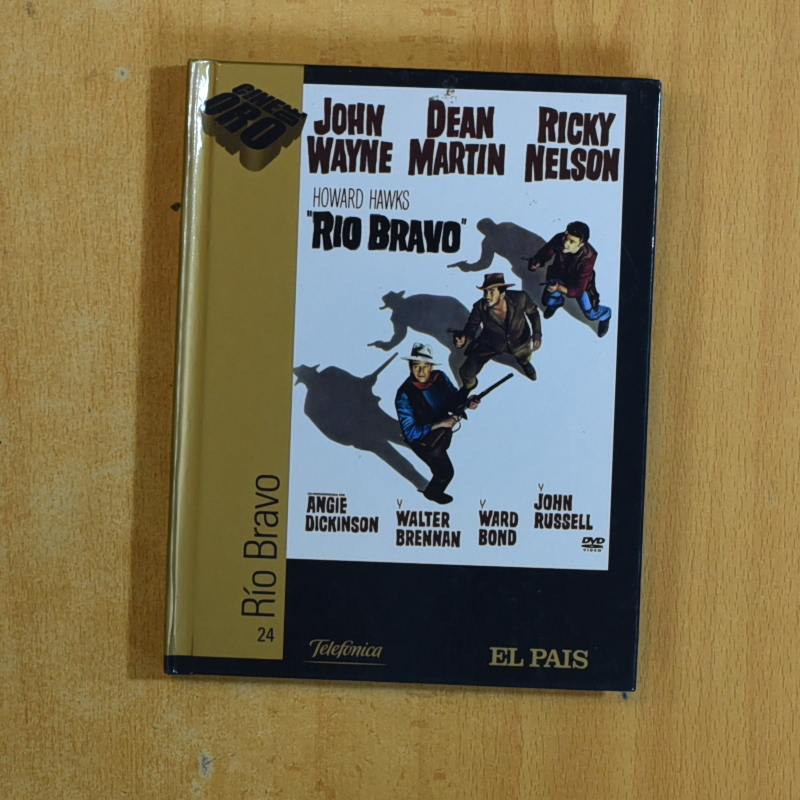 CINE DE
ORO
JOHN WAYNE
DEAN MARTIN
RICKY NELSON
HOWARD HAWKS
"RIO BRAVO"
ANGIE DICKINSON
Y
WALTER BRENNAN
Y
WARD BOND
Y
JOHN RUSSELL
DVD
VIDEO
24 Río Bravo
Telefónica
EL PAIS